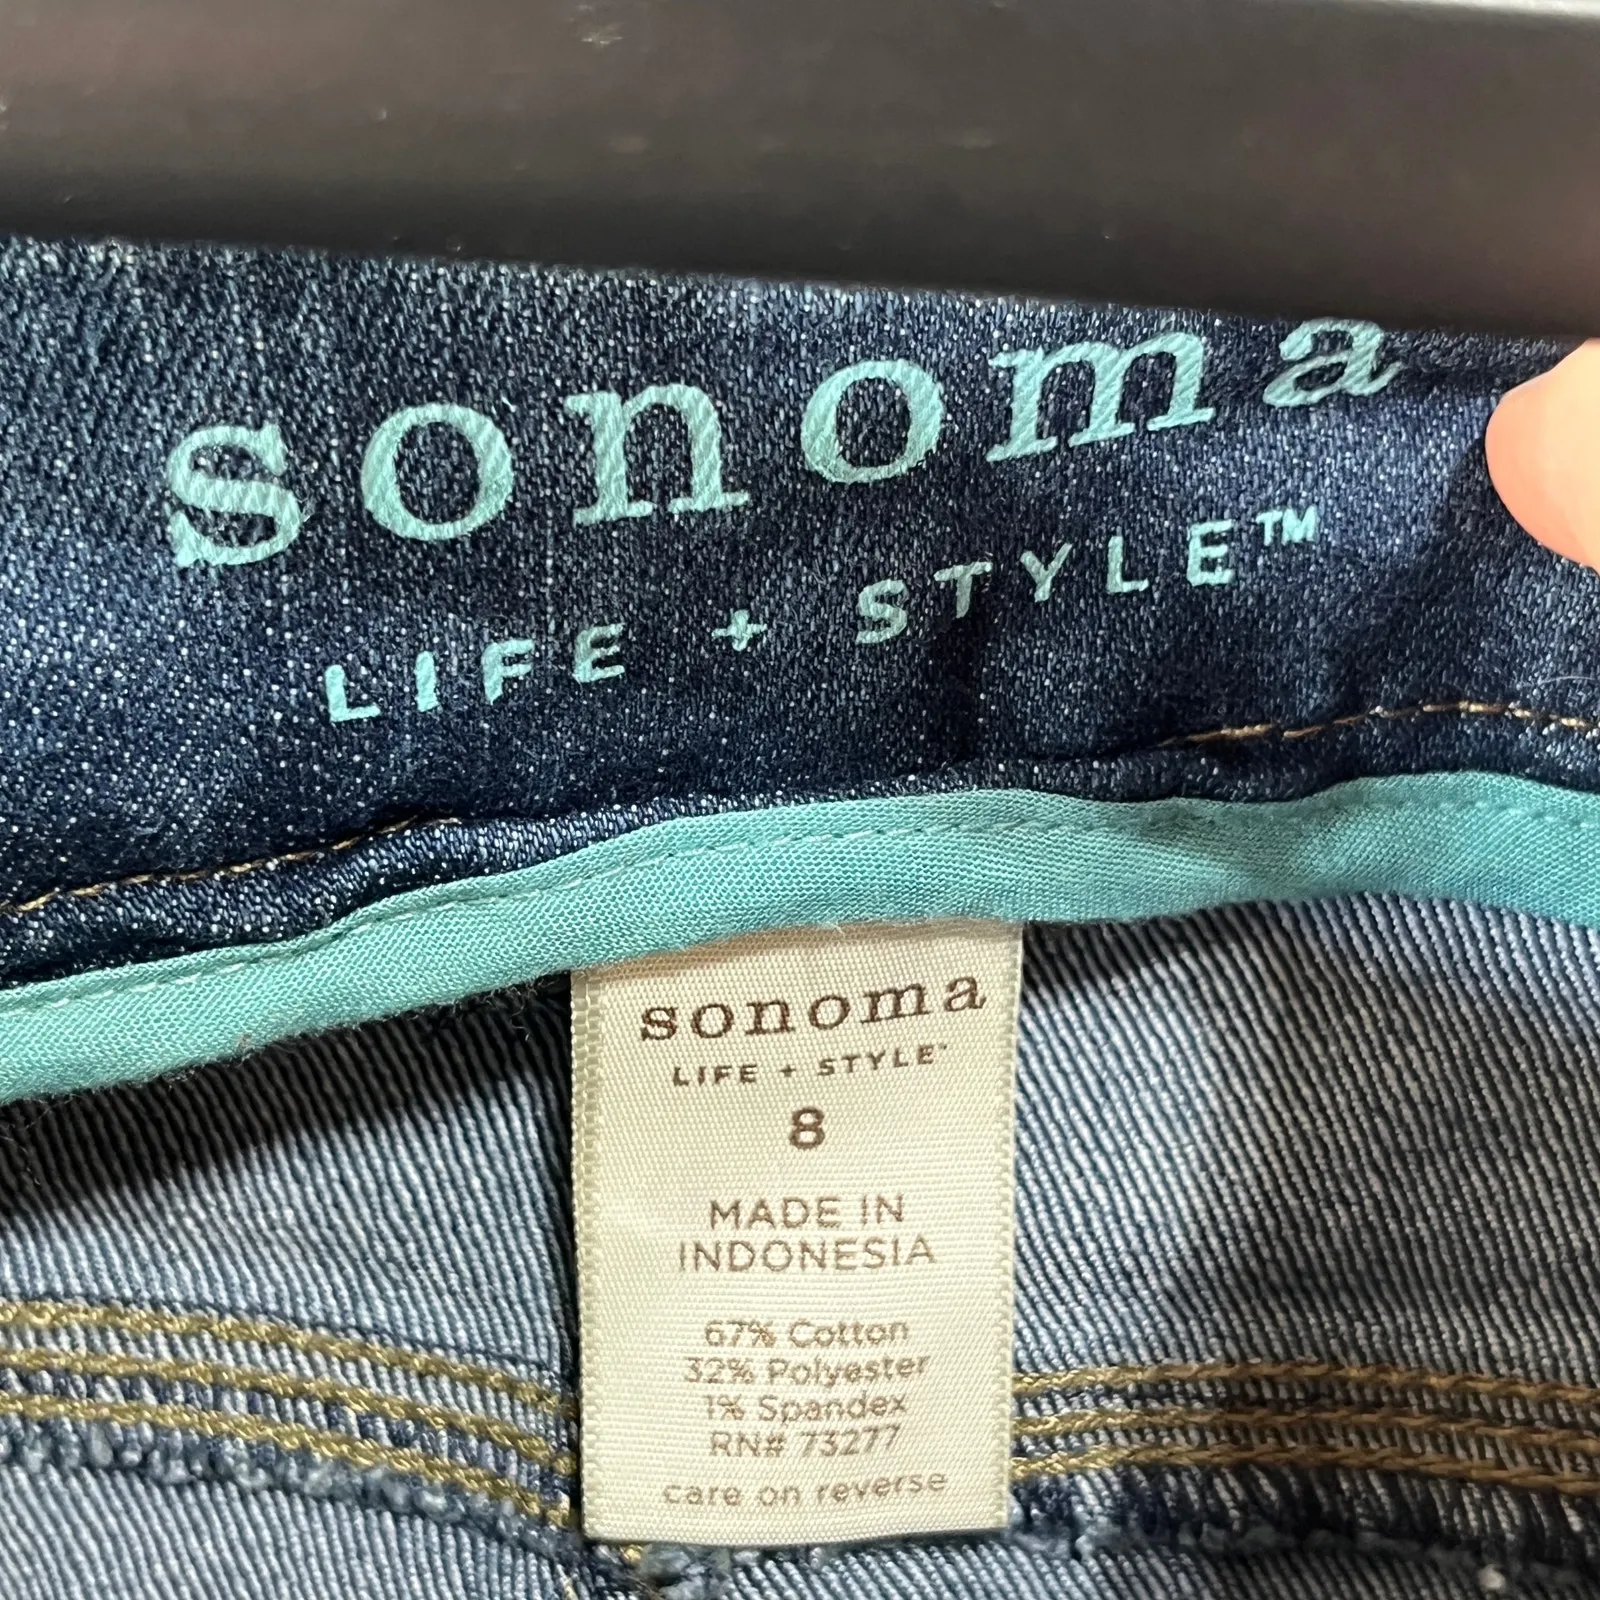 sonoma
LIFE + STYLE™
sonoma
LIFE + STYLE™
8
MADE IN
INDONESIA
67% Cotton
32% Polyester
1% Spandex
RN# 73277
care on reverse